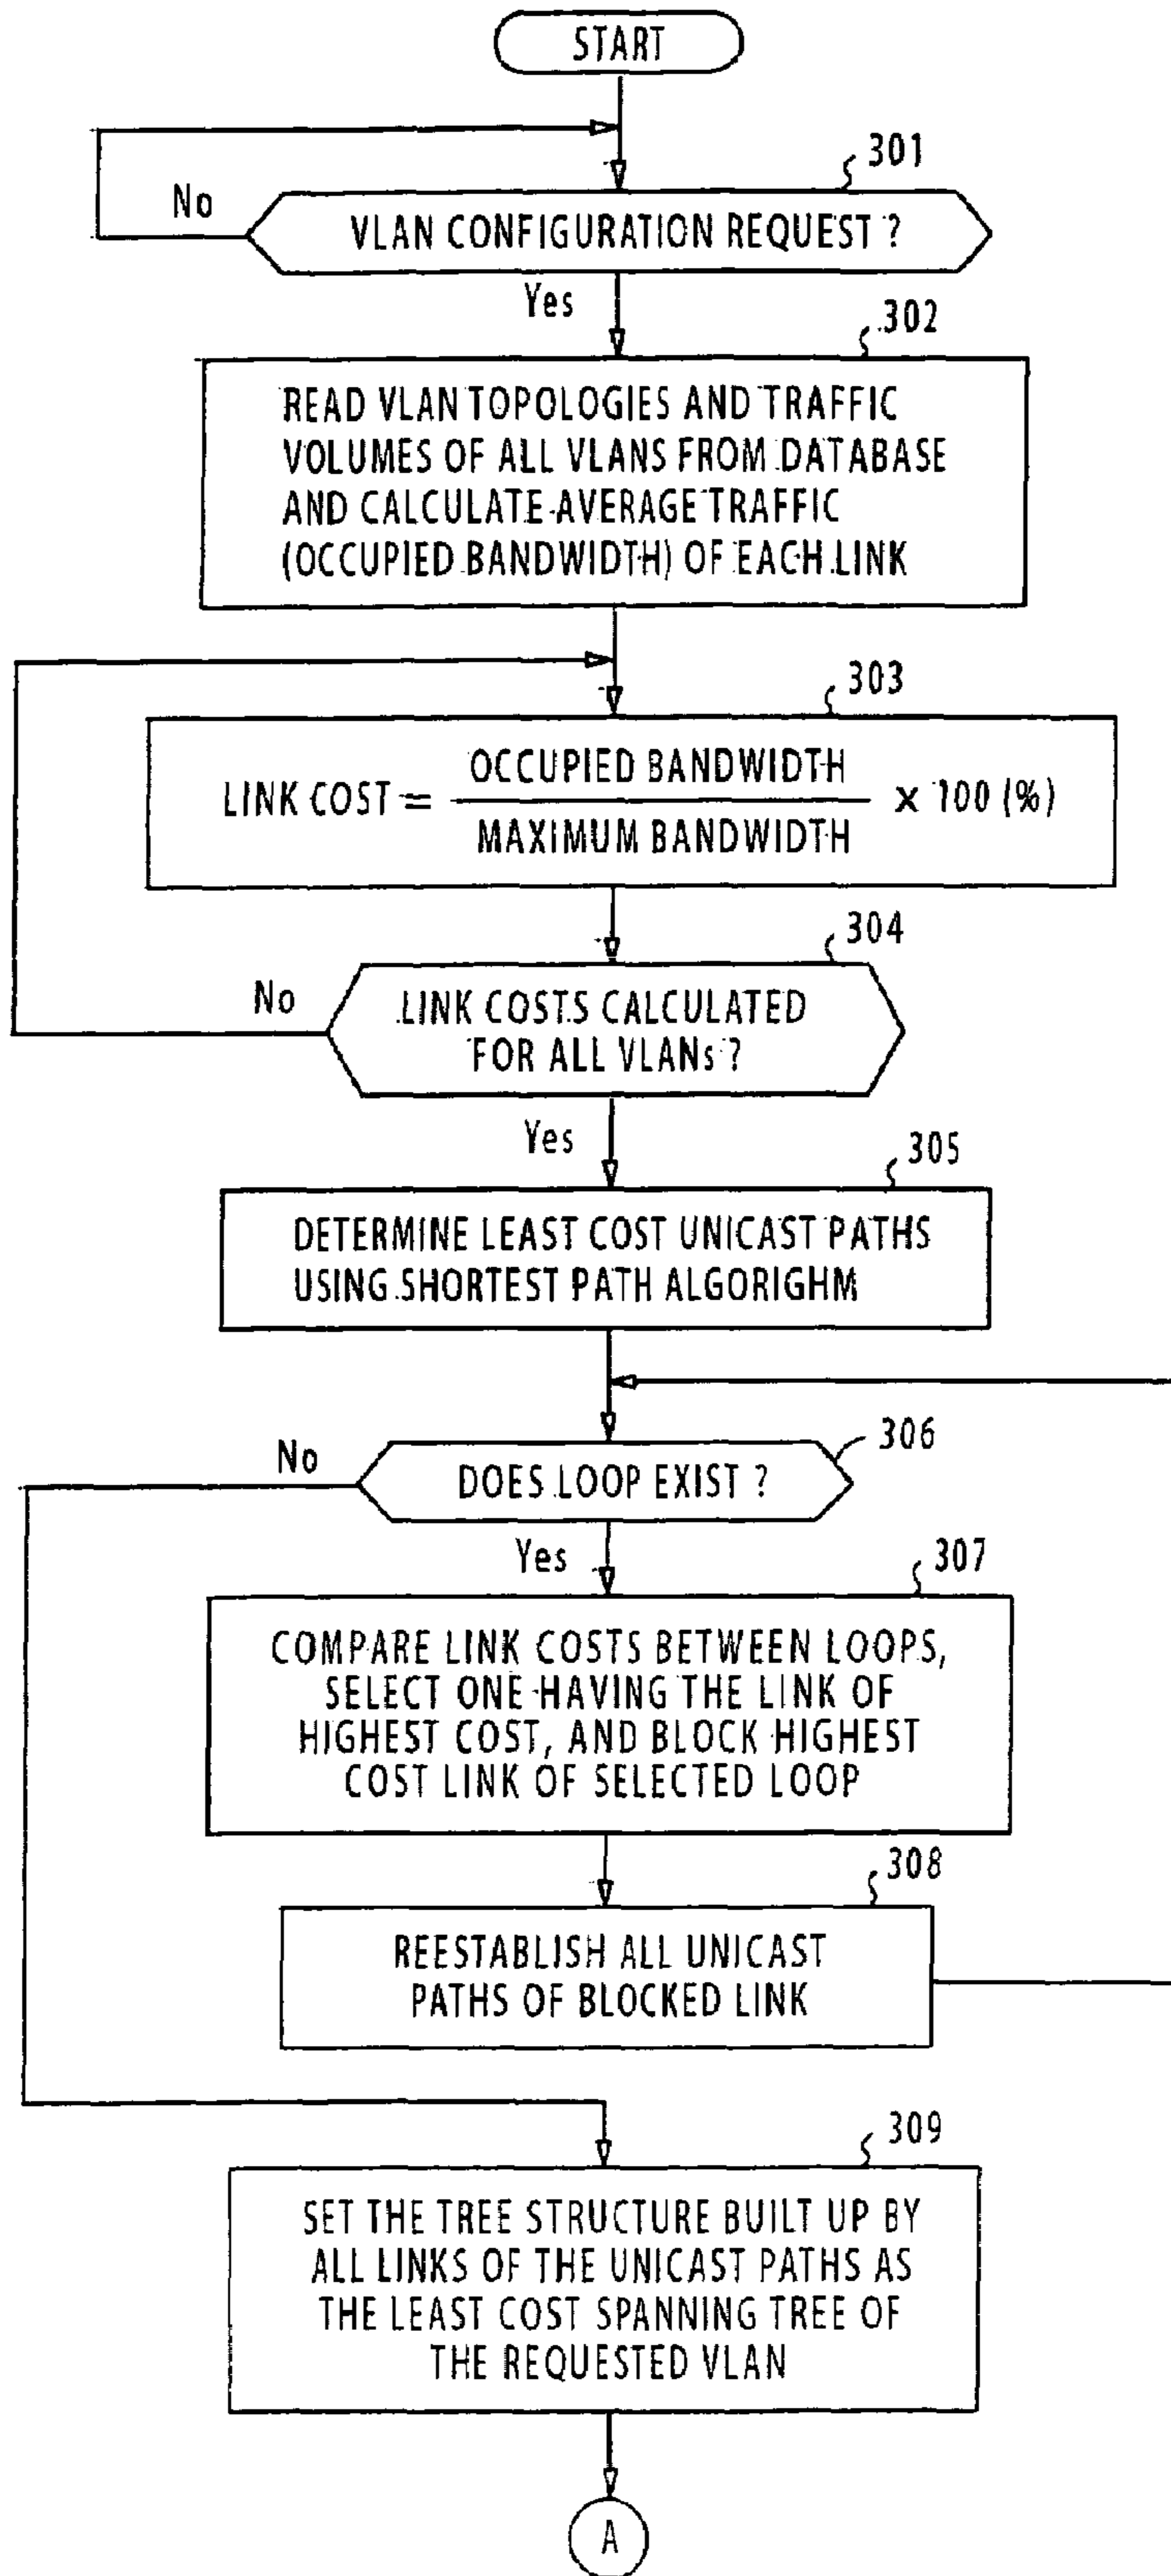 START
301
No
VLAN CONFIGURATION REQUEST ?
Yes
302
READ VLAN TOPOLOGIES AND TRAFFIC
VOLUMES OF ALL VLANS FROM DATABASE
AND CALCULATE AVERAGE TRAFFIC
(OCCUPIED BANDWIDTH) OF EACH LINK
303
LINK COST = OCCUPIED BANDWIDTH / MAXIMUM BANDWIDTH x 100 (%)
304
No
LINK COSTS CALCULATED
FOR ALL VLANs ?
Yes
305
DETERMINE LEAST COST UNICAST PATHS
USING SHORTEST PATH ALGORIGHM
306
No
DOES LOOP EXIST ?
Yes
307
COMPARE LINK COSTS BETWEEN LOOPS,
SELECT ONE HAVING THE LINK OF
HIGHEST COST, AND BLOCK HIGHEST
COST LINK OF SELECTED LOOP
308
REESTABLISH ALL UNICAST
PATHS OF BLOCKED LINK
309
SET THE TREE STRUCTURE BUILT UP BY
ALL LINKS OF THE UNICAST PATHS AS
THE LEAST COST SPANNING TREE OF
THE REQUESTED VLAN
A